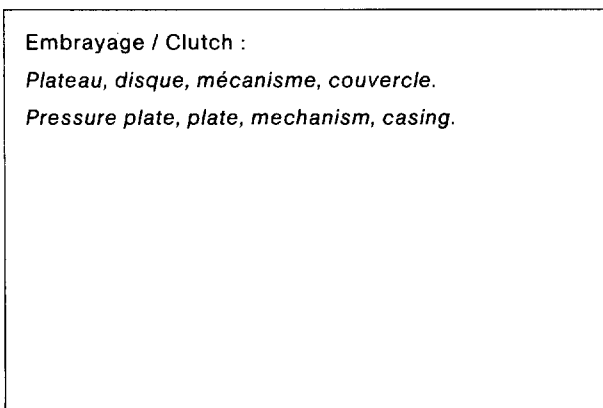 Embrayage / Clutch :
Plateau, disque, mécanisme, couvercle.
Pressure plate, plate, mechanism, casing.